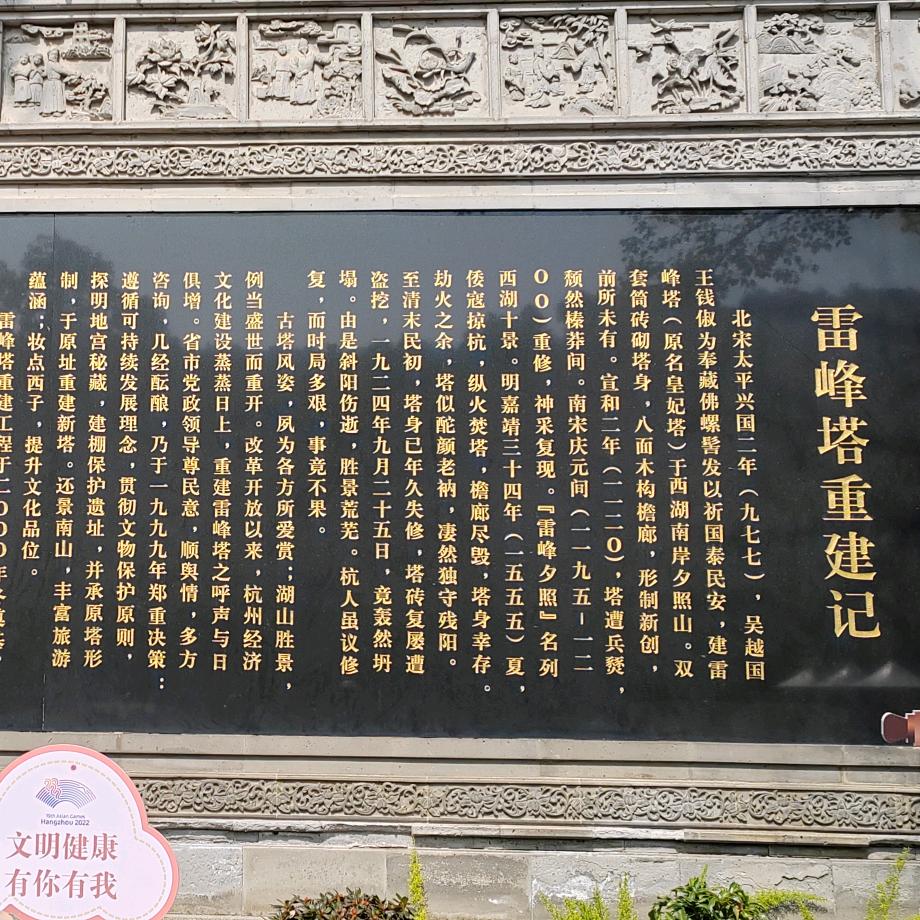 雷峰塔重建记
北宋太平兴国二年（九七七），吴越国
王钱俶为奉藏佛螺髻发以祈国泰民安，建雷
峰塔（原名皇妃塔）于西湖南岸夕照山。双
套筒砖砌塔身，八面木构檐廊，形制新创，
前所未有。宣和二年（一一二〇），塔遭兵燹，
颓然榛莽间。南宋庆元间（一一九五－一二
〇〇）重修，神采复现。『雷峰夕照』名列
西湖十景。明嘉靖三十四年（一五五五）夏，
倭寇掠杭，纵火焚塔，檐廊尽毁，塔身幸存。
劫火之余，塔似酡颜老衲，凄然独守残阳。
至清末民初，塔身已年久失修，塔砖复屡遭
盗挖，一九二四年九月二十五日，竟轰然坍
塌。由是斜阳伤逝，胜景荒芜。杭人虽议修
复，而时局多艰，事竟不果。
古塔风姿，夙为各方所爱赏；湖山胜景，
例当盛世而重开。改革开放以来，杭州经济
文化建设蒸蒸日上，重建雷峰塔之呼声与日
俱增。省市党政领导尊民意，顺舆情，多方
咨询，几经酝酿，乃于一九九九年郑重决策：
遵循可持续发展理念，贯彻文物保护原则，
探明地宫秘藏，建棚保护遗址，并承原塔形
制，于原址重建新塔。还景南山，丰富旅游
蕴涵；妆点西子，提升文化品位。
雷峰塔重建工程于二〇〇〇年冬奠基，
19th Asian Games
Hangzhou 2022
文明健康
有你有我